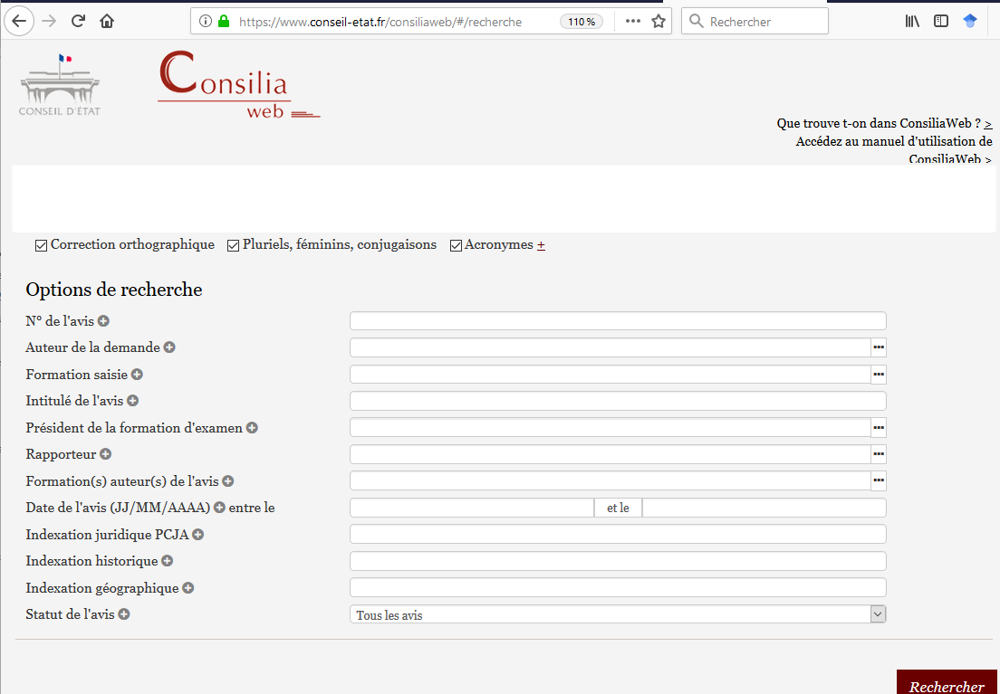 https://www.conseil-etat.fr/consiliaweb/#/recherche 110 % Rechercher
CONSEIL D'ÉTAT
Consilia
web
Que trouve t-on dans ConsiliaWeb ? >
Accédez au manuel d'utilisation de
ConsiliaWeb >
Correction orthographique Pluriels, féminins, conjugaisons Acronymes +
Options de recherche
N° de l'avis
Auteur de la demande
Formation saisie
Intitulé de l'avis
Président de la formation d'examen
Rapporteur
Formation(s) auteur(s) de l'avis
Date de l'avis (JJ/MM/AAAA) entre le et le
Indexation juridique PCJA
Indexation historique
Indexation géographique
Statut de l'avis Tous les avis
Rechercher